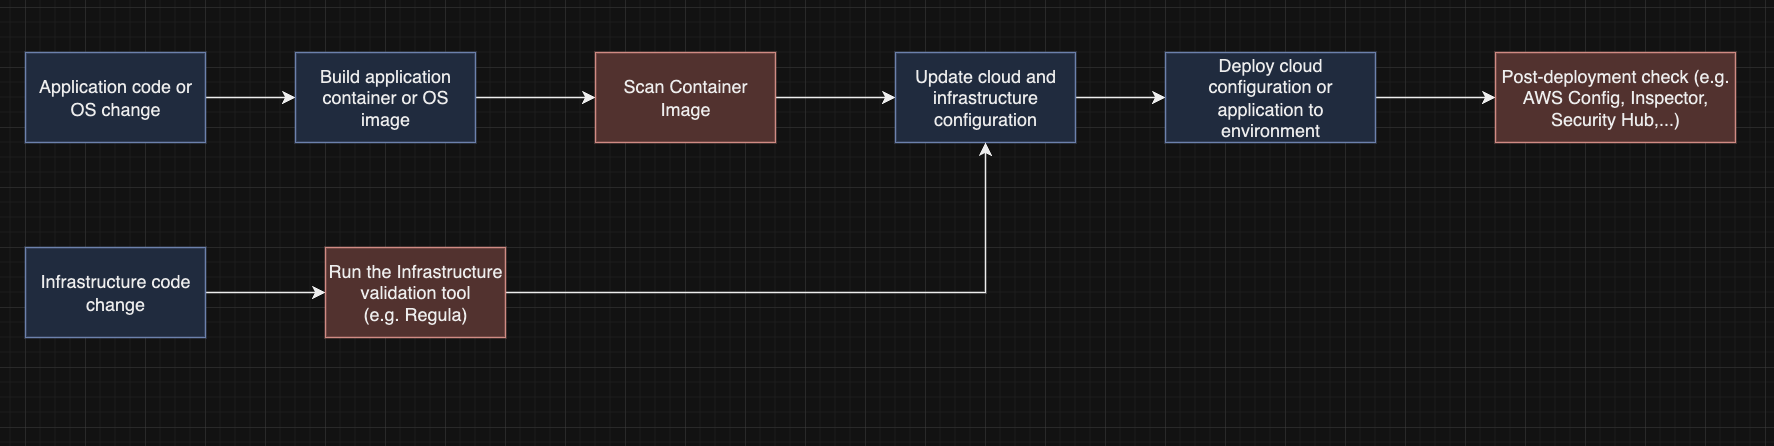 Application code or
OS change
Build application
container or OS
image
Scan Container
Image
Update cloud and
infrastructure
configuration
Deploy cloud
configuration or
application to
environment
Post-deployment check (e.g.
AWS Config, Inspector,
Security Hub,...)
Infrastructure code
change
Run the Infrastructure
validation tool
(e.g. Regula)